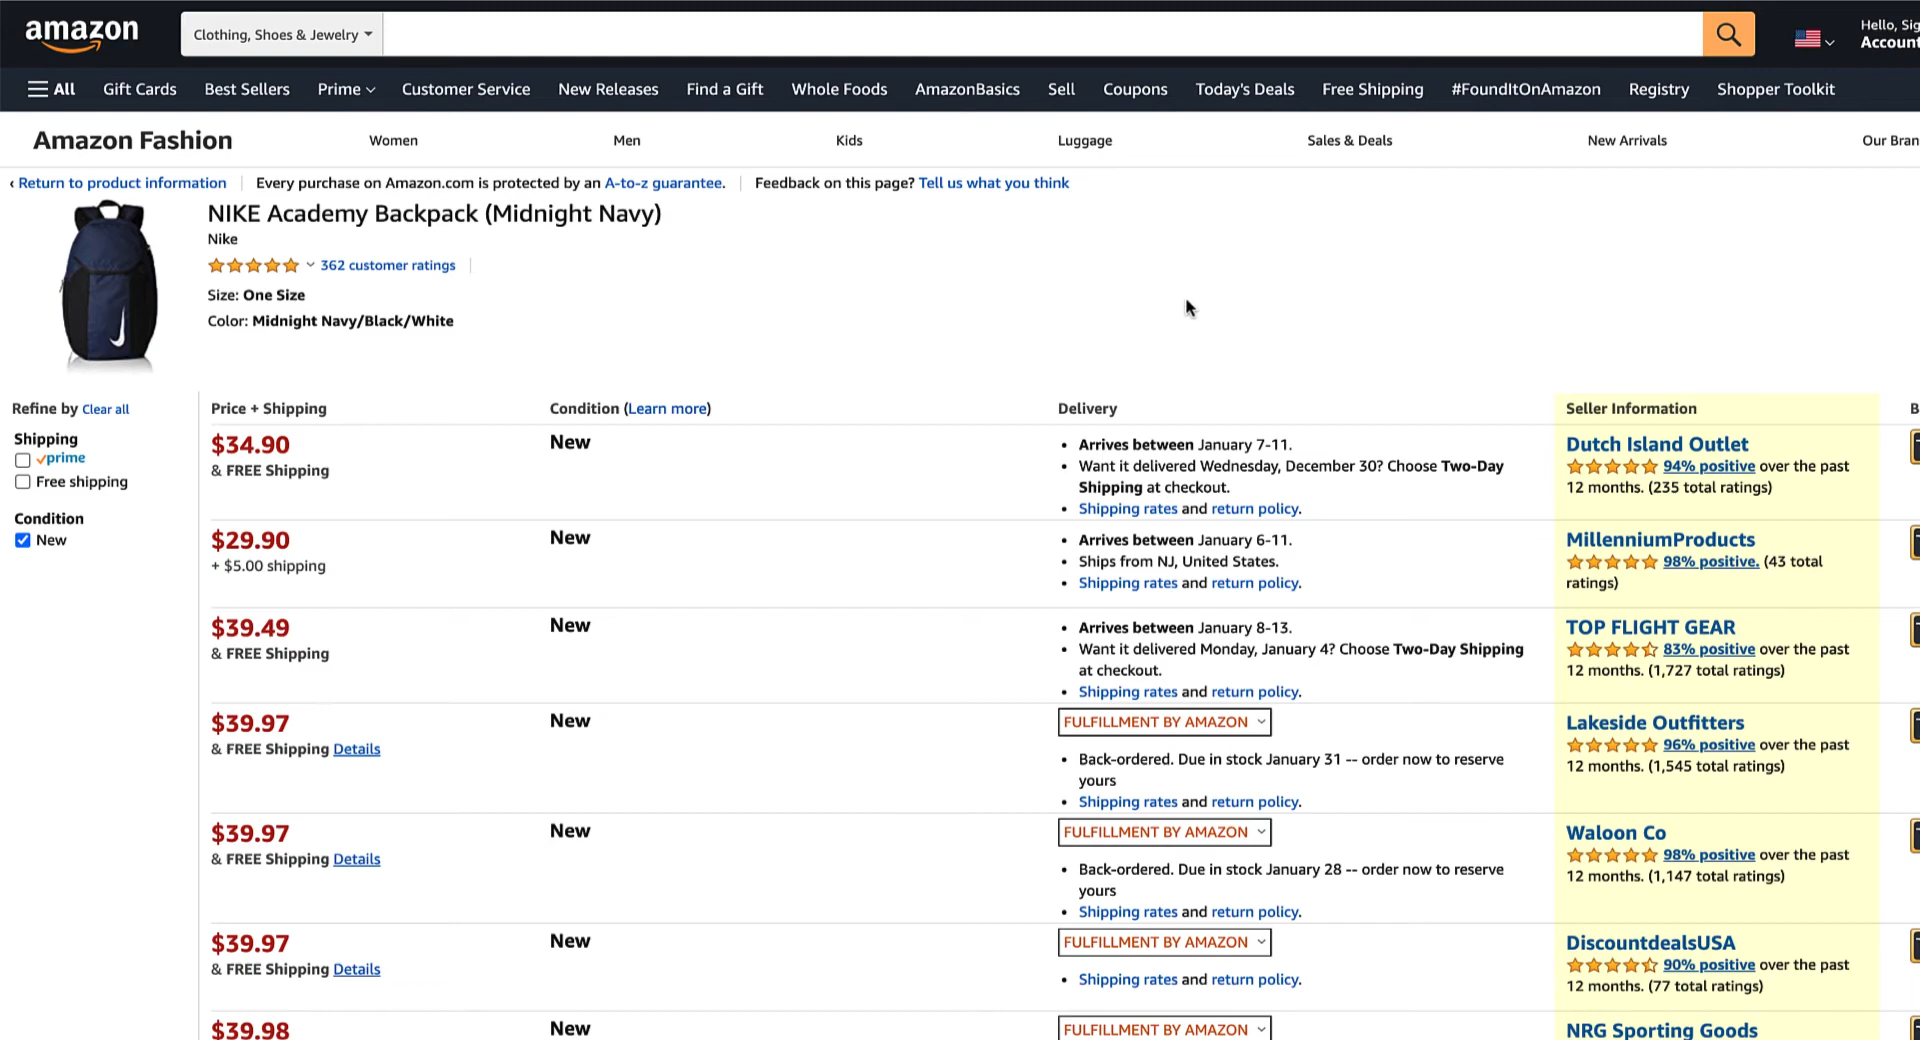 amazon
Clothing, Shoes & Jewelry
Hello, Sig
Account
All Gift Cards Best Sellers Prime Customer Service New Releases Find a Gift Whole Foods AmazonBasics Sell Coupons Today's Deals Free Shipping #FoundItOnAmazon Registry Shopper Toolkit
Amazon Fashion Women Men Kids Luggage Sales & Deals New Arrivals Our Bran
‹ Return to product information Every purchase on Amazon.com is protected by an A-to-z guarantee. Feedback on this page? Tell us what you think
NIKE Academy Backpack (Midnight Navy)
Nike
362 customer ratings
Size: One Size
Color: Midnight Navy/Black/White
Refine by Clear all
Shipping
prime
Free shipping
Condition
New
Price + Shipping Condition (Learn more) Delivery Seller Information B
$34.90
& FREE Shipping
New
• Arrives between January 7-11.
• Want it delivered Wednesday, December 30? Choose Two-Day
Shipping at checkout.
• Shipping rates and return policy.
Dutch Island Outlet
94% positive over the past
12 months. (235 total ratings)
$29.90
+ $5.00 shipping
New
• Arrives between January 6-11.
• Ships from NJ, United States.
• Shipping rates and return policy.
MillenniumProducts
98% positive. (43 total
ratings)
$39.49
& FREE Shipping
New
• Arrives between January 8-13.
• Want it delivered Monday, January 4? Choose Two-Day Shipping
at checkout.
• Shipping rates and return policy.
TOP FLIGHT GEAR
83% positive over the past
12 months. (1,727 total ratings)
$39.97
& FREE Shipping Details
New
FULFILLMENT BY AMAZON
• Back-ordered. Due in stock January 31 -- order now to reserve
yours
• Shipping rates and return policy.
Lakeside Outfitters
96% positive over the past
12 months. (1,545 total ratings)
$39.97
& FREE Shipping Details
New
FULFILLMENT BY AMAZON
• Back-ordered. Due in stock January 28 -- order now to reserve
yours
• Shipping rates and return policy.
Waloon Co
98% positive over the past
12 months. (1,147 total ratings)
$39.97
& FREE Shipping Details
New
FULFILLMENT BY AMAZON
• Shipping rates and return policy.
DiscountdealsUSA
90% positive over the past
12 months. (77 total ratings)
$39.98
New
FULFILLMENT BY AMAZON
NRG Sporting Goods